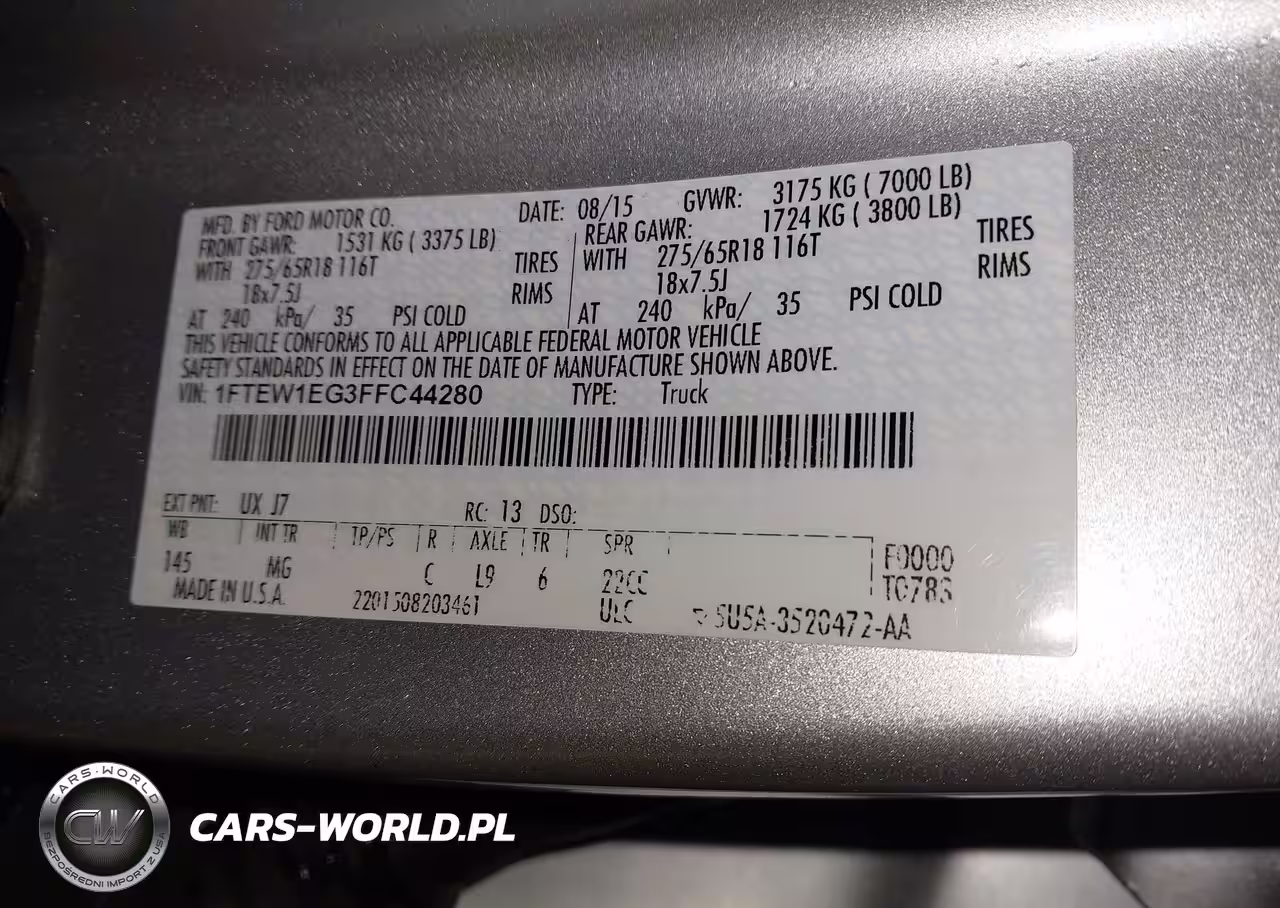 MFD. BY FORD MOTOR CO. DATE: 08/15 GVWR: 3175 KG ( 7000 LB)
FRONT GAWR: 1531 KG ( 3375 LB) REAR GAWR: 1724 KG ( 3800 LB)
WITH 275/65R18 116T TIRES WITH 275/65R18 116T TIRES
18x7.5J RIMS 18x7.5J RIMS
AT 240 kPa/ 35 PSI COLD AT 240 kPa/ 35 PSI COLD
THIS VEHICLE CONFORMS TO ALL APPLICABLE FEDERAL MOTOR VEHICLE
SAFETY STANDARDS IN EFFECT ON THE DATE OF MANUFACTURE SHOWN ABOVE.
VIN: 1FTEW1EG3FFC44280 TYPE: Truck
EXT PNT: UX J7 RC: 13 DSO:
WB INT TR TP/PS R AXLE TR SPR
145 MG C L9 6 22CC F0000
MADE IN U.S.A. 2201508203461 ULC 5U5A-3520472-AA
CARS-WORLD
CW
BEZPOŚREDNI IMPORT Z USA
CARS-WORLD.PL